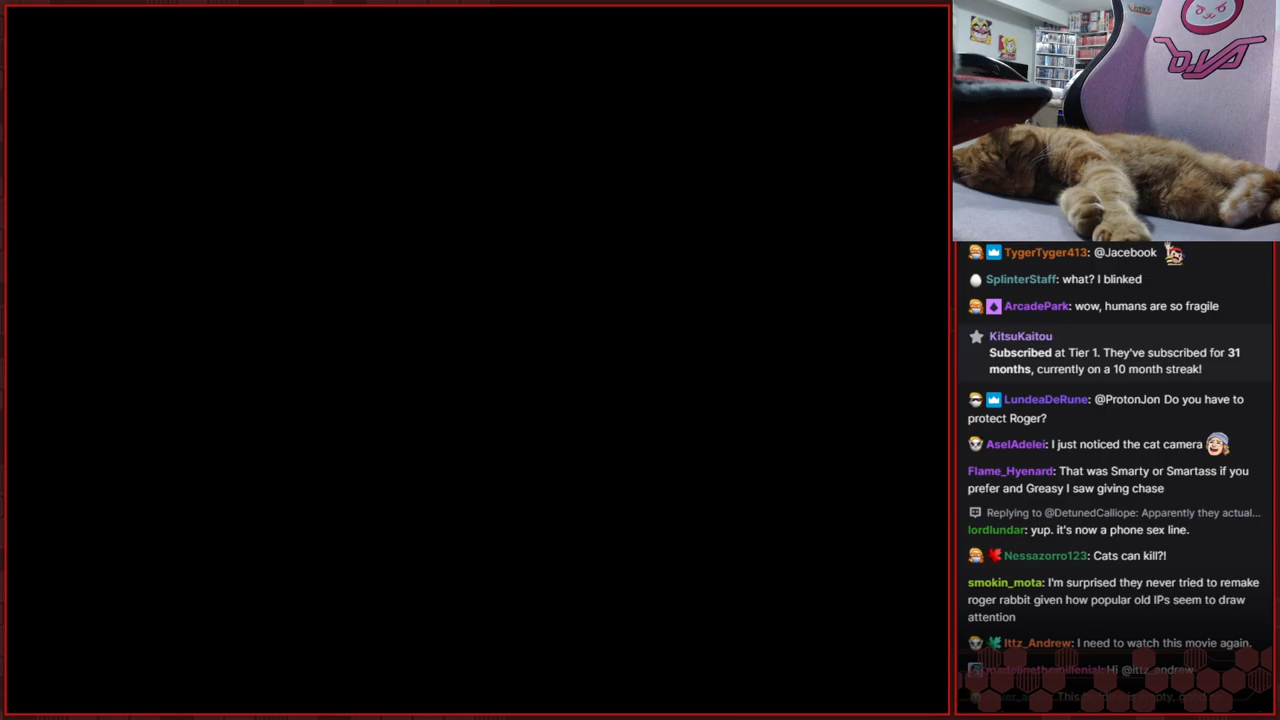 D.VA
TygerTyger413: @Jacebook
SplinterStaff: what? I blinked
ArcadePark: wow, humans are so fragile
KitsuKaitou
Subscribed at Tier 1. They've subscribed for 31
months, currently on a 10 month streak!
LundeaDeRune: @ProtonJon Do you have to
protect Roger?
AselAdelei: I just noticed the cat camera
Flame_Hyenard: That was Smarty or Smartass if you
prefer and Greasy I saw giving chase
Replying to @DetunedCalliope: Apparently they actual...
lordlundar: yup. it's now a phone sex line.
Nessazorro123: Cats can kill?!
smokin_mota: I'm surprised they never tried to remake
roger rabbit given how popular old IPs seem to draw
attention
Ittz_Andrew: I need to watch this movie again.
Hi @ittz_andrew